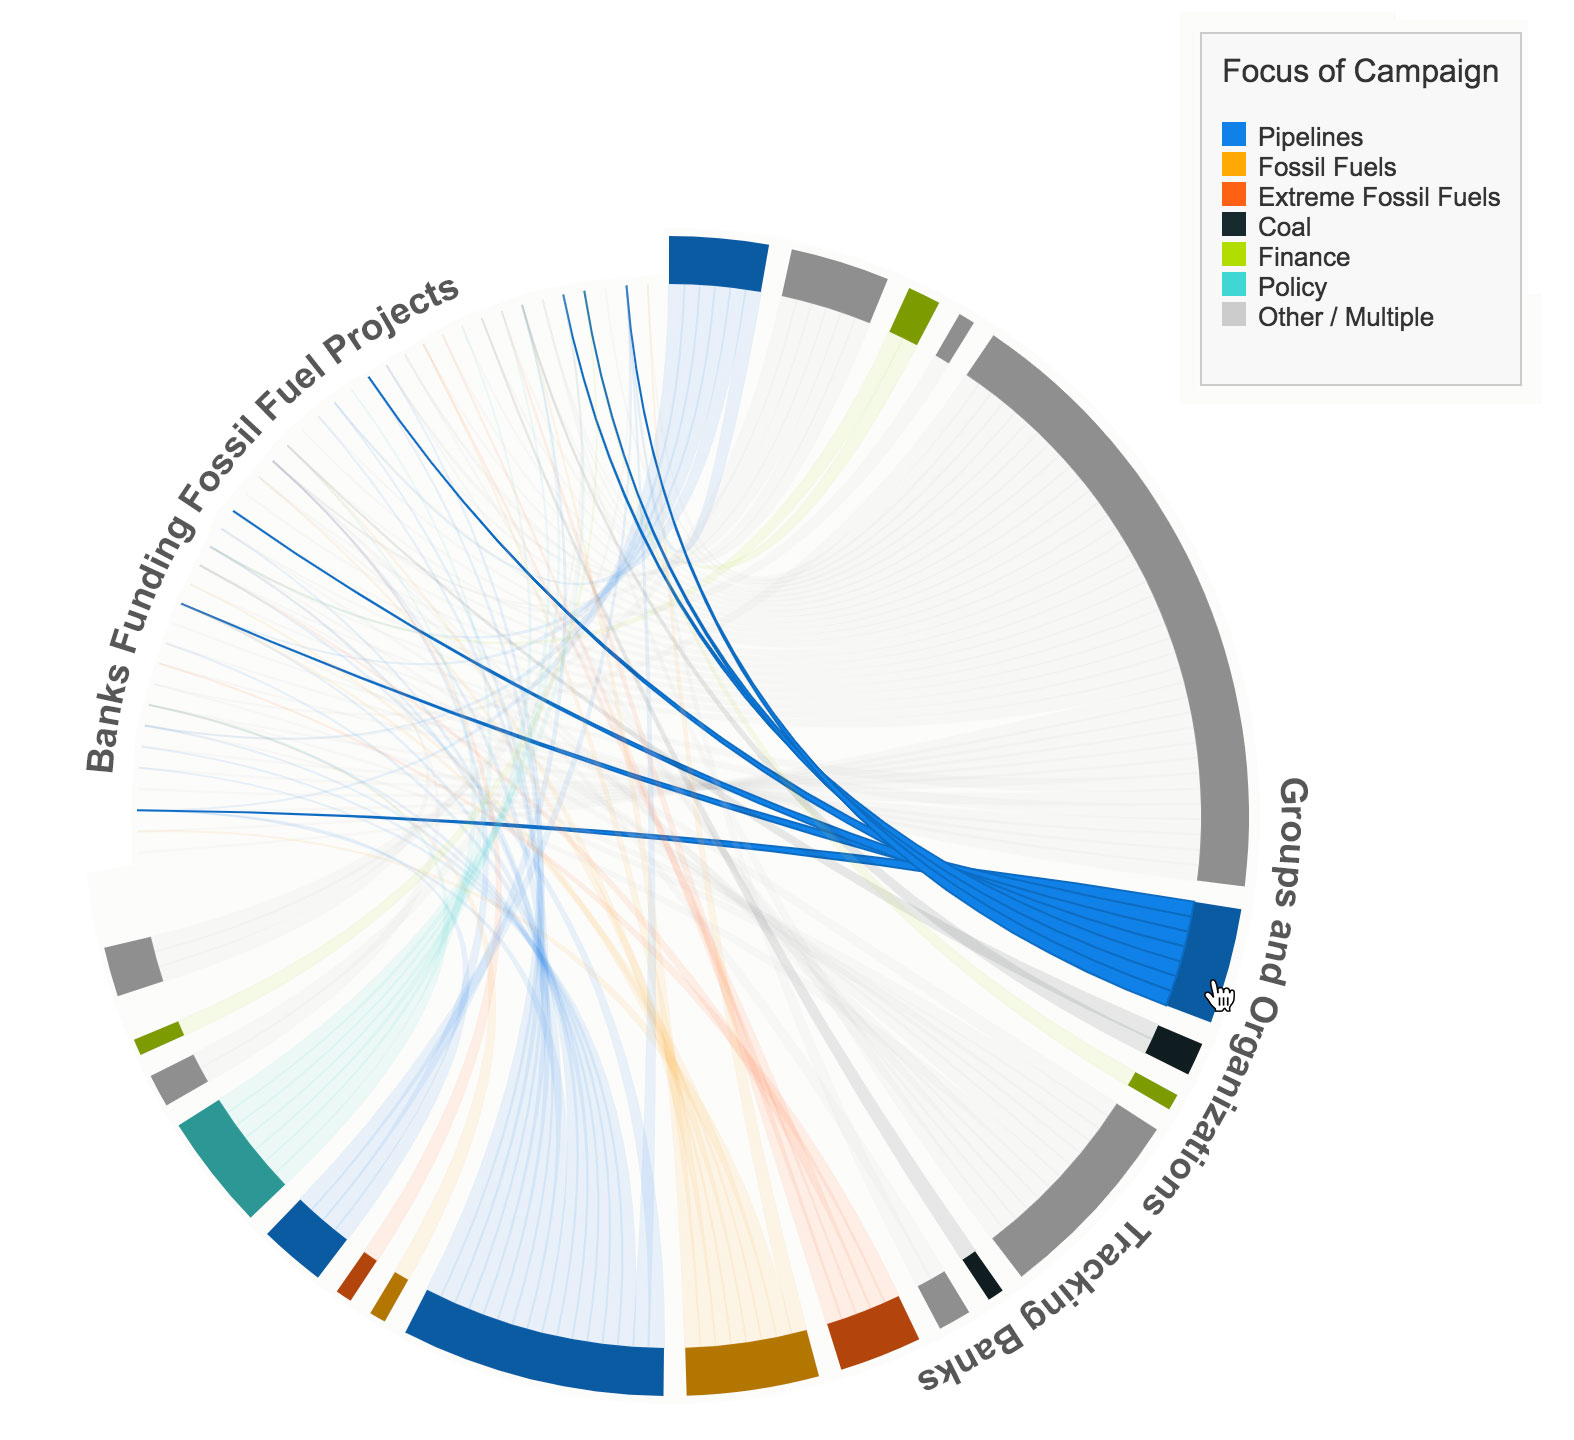 Focus of Campaign
Pipelines
Fossil Fuels
Extreme Fossil Fuels
Coal
Finance
Policy
Other / Multiple
Banks Funding Fossil Fuel Projects
Groups and Organizations Tracking Banks